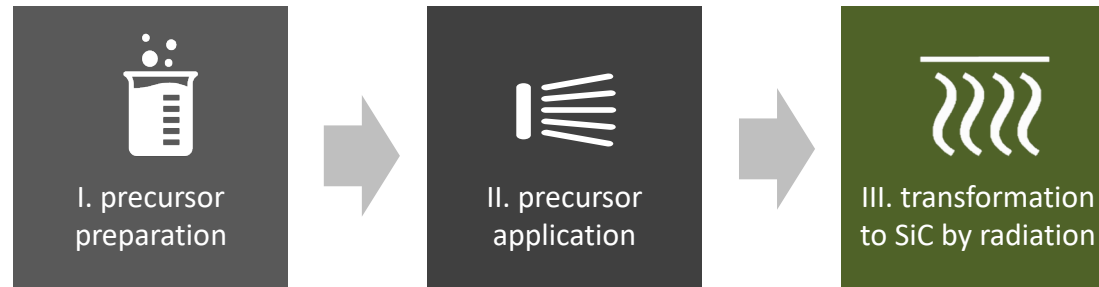 I. precursor
preparation
II. precursor
application
III. transformation
to SiC by radiation